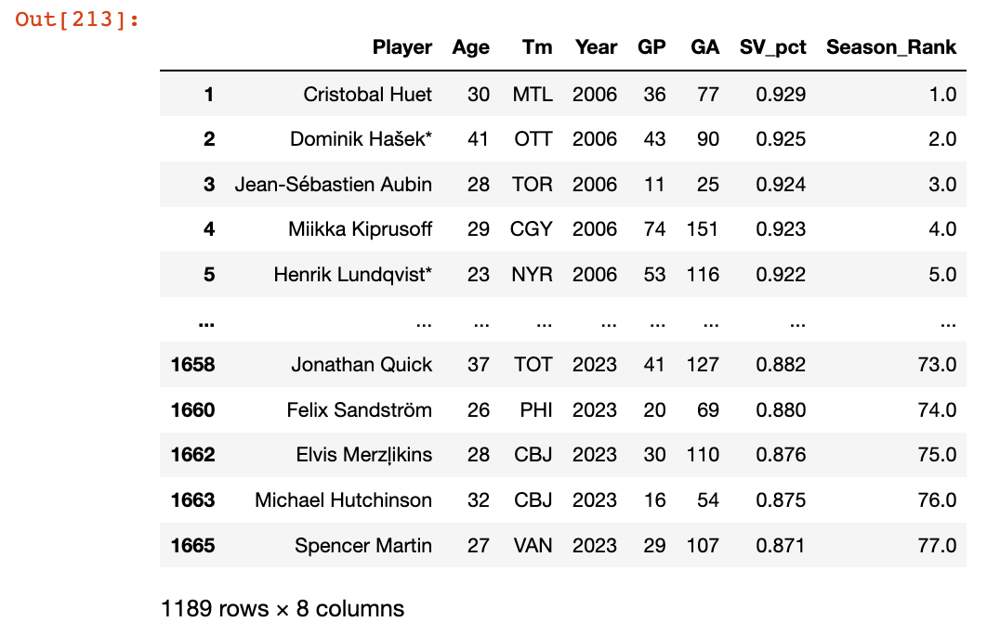 Out[213]:
Player Age Tm Year GP GA SV_pct Season_Rank
1 Cristobal Huet 30 MTL 2006 36 77 0.929 1.0
2 Dominik Hašek* 41 OTT 2006 43 90 0.925 2.0
3 Jean-Sébastien Aubin 28 TOR 2006 11 25 0.924 3.0
4 Miikka Kiprusoff 29 CGY 2006 74 151 0.923 4.0
5 Henrik Lundqvist* 23 NYR 2006 53 116 0.922 5.0
... ... ... ... ... ... ... ... ...
1658 Jonathan Quick 37 TOT 2023 41 127 0.882 73.0
1660 Felix Sandström 26 PHI 2023 20 69 0.880 74.0
1662 Elvis Merzļikins 28 CBJ 2023 30 110 0.876 75.0
1663 Michael Hutchinson 32 CBJ 2023 16 54 0.875 76.0
1665 Spencer Martin 27 VAN 2023 29 107 0.871 77.0
1189 rows × 8 columns